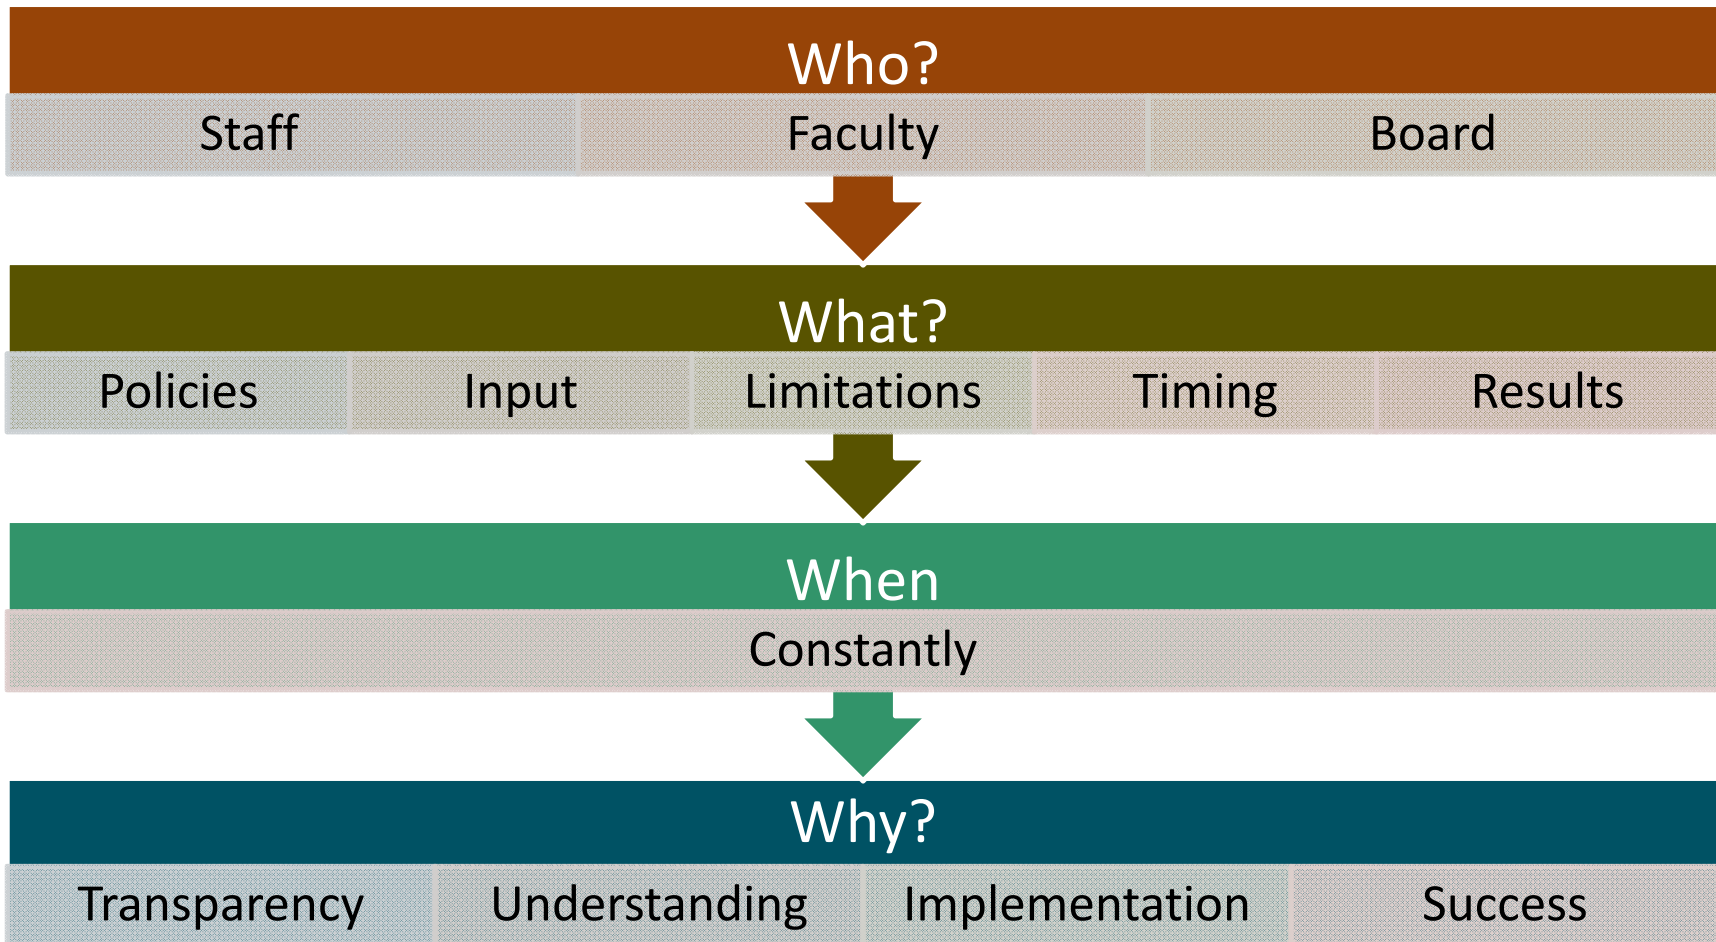 Who?
Staff Faculty Board
What?
Policies Input Limitations Timing Results
When
Constantly
Why?
Transparency Understanding Implementation Success